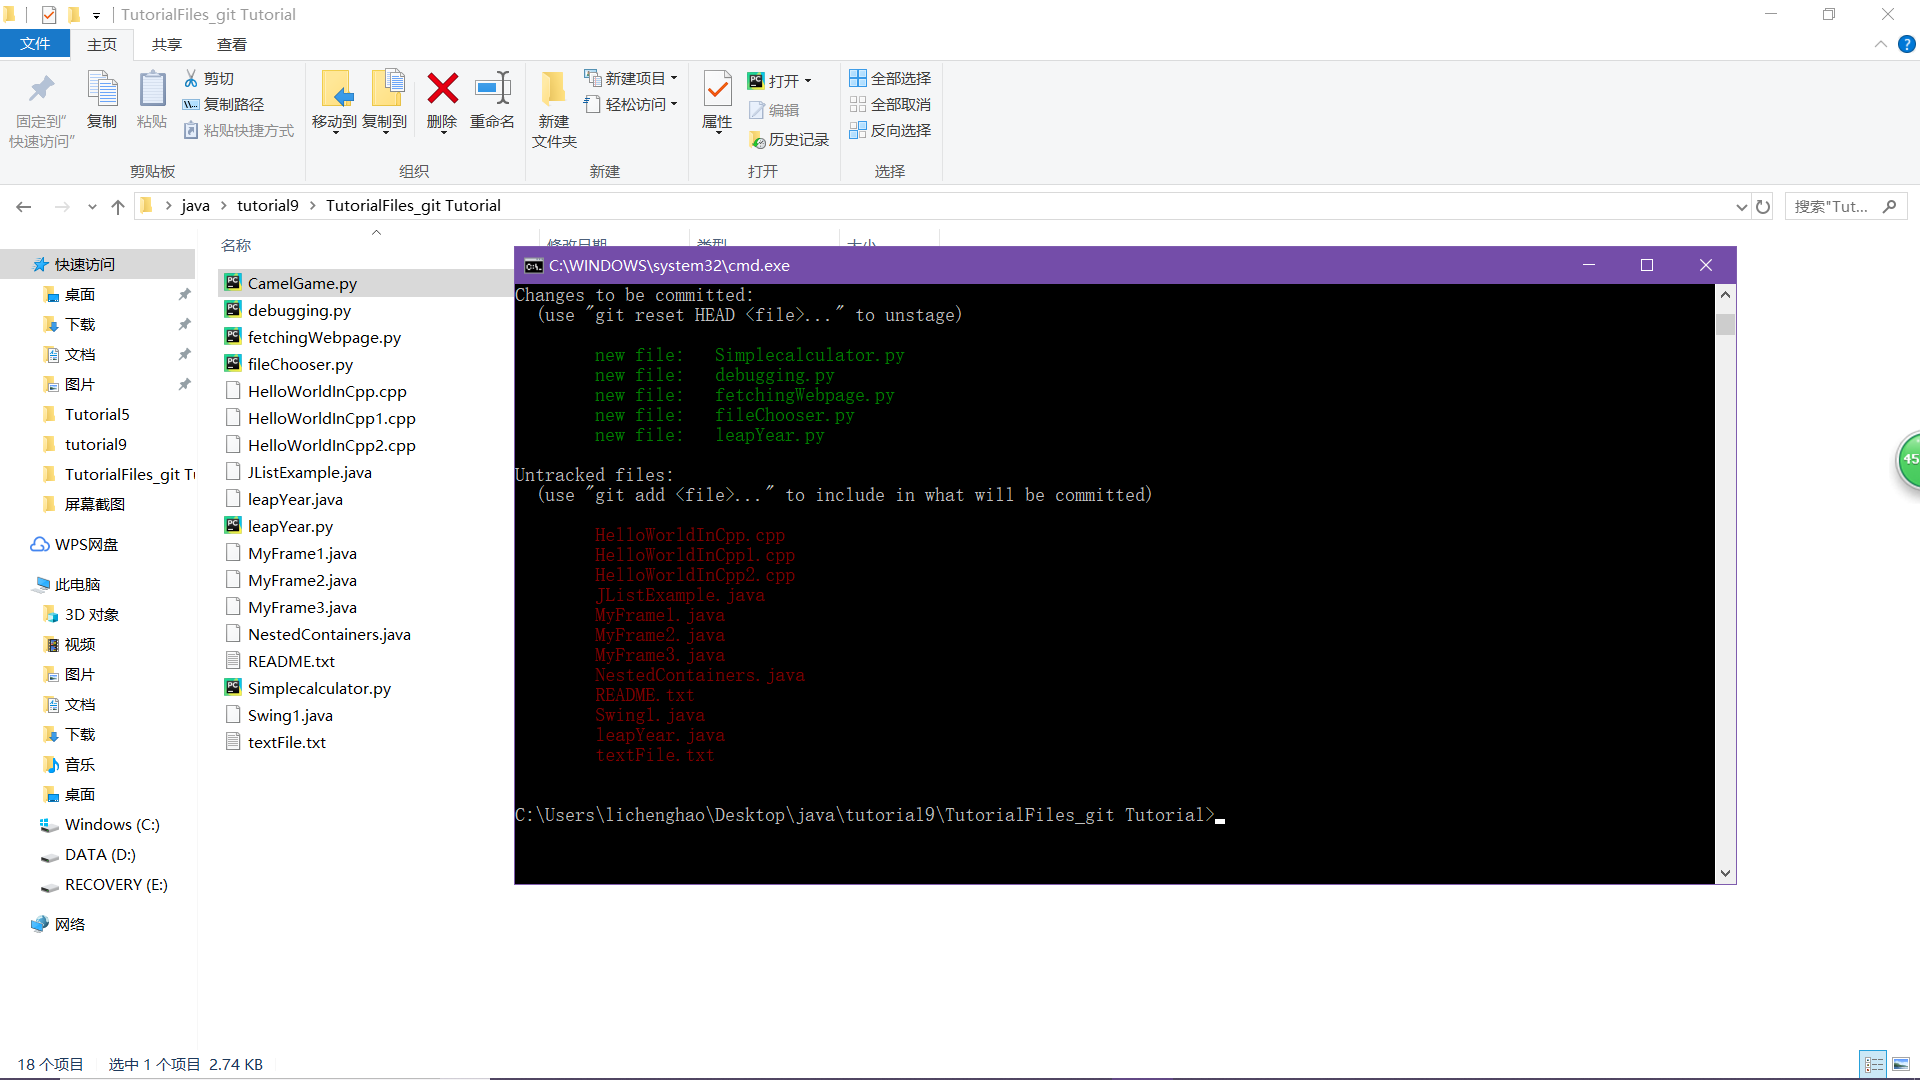 TutorialFiles_git Tutorial
文件 主页 共享 查看
固定到"快速访问"
复制
粘贴
剪切
复制路径
粘贴快捷方式
剪贴板
移动到
复制到
删除
重命名
组织
新建文件夹
新建项目
轻松访问
新建
属性
打开
编辑
历史记录
打开
全部选择
全部取消
反向选择
选择
java > tutorial9 > TutorialFiles_git Tutorial
搜索"Tut...
快速访问
桌面
下载
文档
图片
Tutorial5
tutorial9
TutorialFiles_git Tu
屏幕截图
WPS网盘
此电脑
3D 对象
视频
图片
文档
下载
音乐
桌面
Windows (C:)
DATA (D:)
RECOVERY (E:)
网络
名称 修改日期 类型 大小
CamelGame.py
debugging.py
fetchingWebpage.py
fileChooser.py
HelloWorldInCpp.cpp
HelloWorldInCpp1.cpp
HelloWorldInCpp2.cpp
JListExample.java
leapYear.java
leapYear.py
MyFrame1.java
MyFrame2.java
MyFrame3.java
NestedContainers.java
README.txt
Simplecalculator.py
Swing1.java
textFile.txt
C:\WINDOWS\system32\cmd.exe
Changes to be committed:
(use "git reset HEAD <file>..." to unstage)
new file: Simplecalculator.py
new file: debugging.py
new file: fetchingWebpage.py
new file: fileChooser.py
new file: leapYear.py
Untracked files:
(use "git add <file>..." to include in what will be committed)
HelloWorldInCpp.cpp
HelloWorldInCpp1.cpp
HelloWorldInCpp2.cpp
JListExample.java
MyFrame1.java
MyFrame2.java
MyFrame3.java
NestedContainers.java
README.txt
Swing1.java
leapYear.java
textFile.txt
C:\Users\lichenghao\Desktop\java\tutorial9\TutorialFiles_git Tutorial>
45
18 个项目 选中 1 个项目 2.74 KB